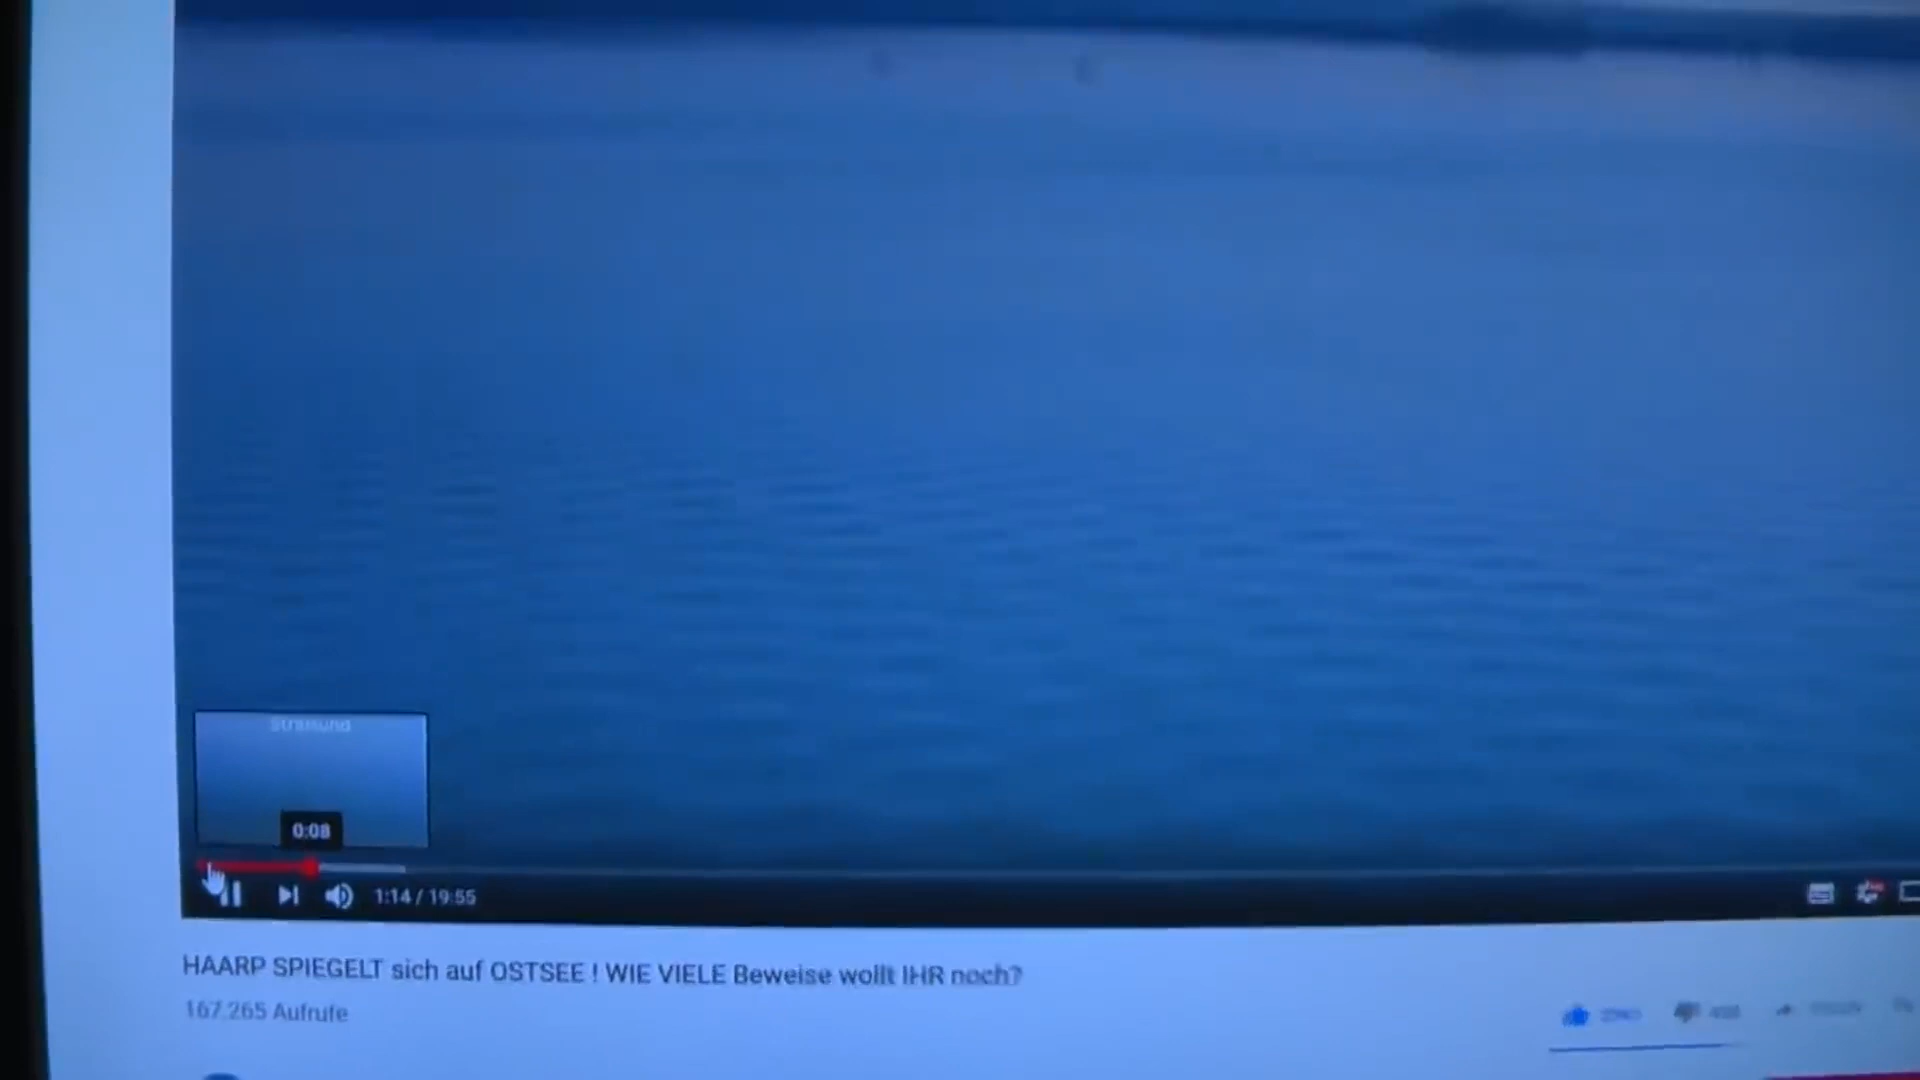 Stralsund
0:08
1:14 / 19:55
HAARP SPIEGELT sich auf OSTSEE ! WIE VIELE Beweise wollt IHR noch?
167.265 Aufrufe